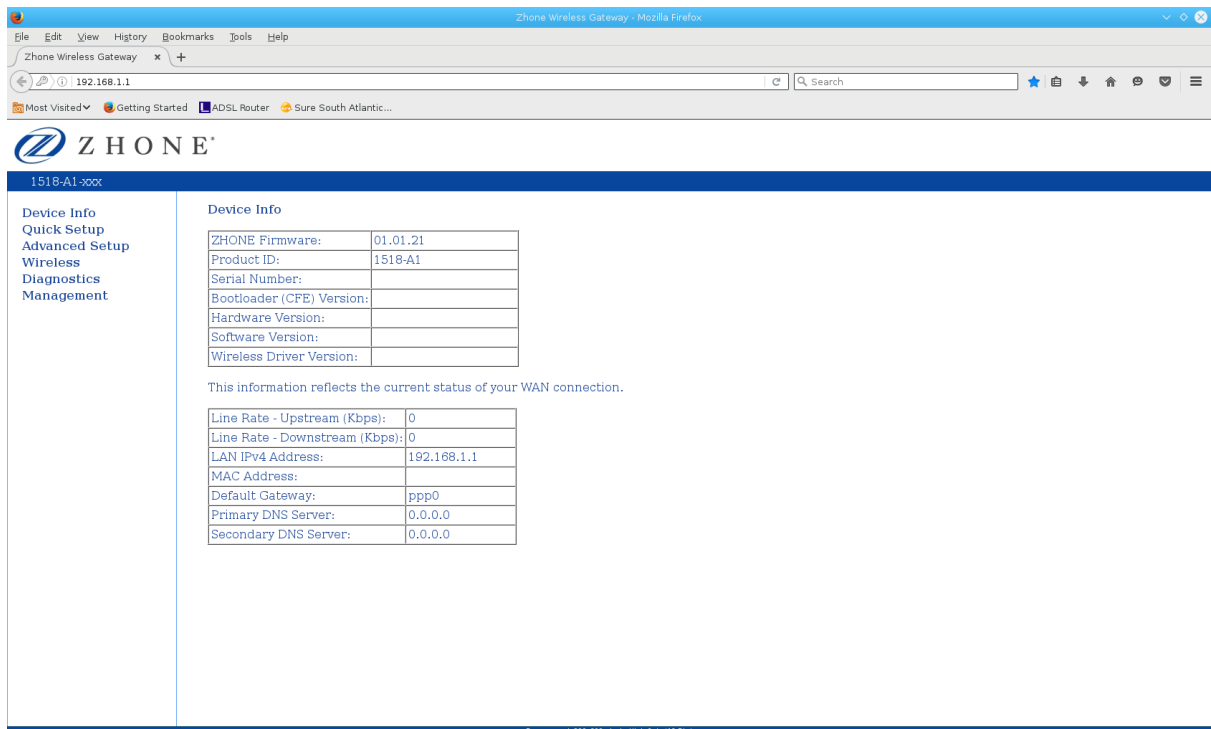 Zhone Wireless Gateway - Mozilla Firefox
File Edit View History Bookmarks Tools Help
Zhone Wireless Gateway
192.168.1.1
Search
Most Visited Getting Started ADSL Router Sure South Atlantic...
ZHONE
1518-A1-xxx
Device Info
Quick Setup
Advanced Setup
Wireless
Diagnostics
Management
Device Info
ZHONE Firmware: 01.01.21
Product ID: 1518-A1
Serial Number:
Bootloader (CFE) Version:
Hardware Version:
Software Version:
Wireless Driver Version:
This information reflects the current status of your WAN connection.
Line Rate - Upstream (Kbps): 0
Line Rate - Downstream (Kbps): 0
LAN IPv4 Address: 192.168.1.1
MAC Address:
Default Gateway: ppp0
Primary DNS Server: 0.0.0.0
Secondary DNS Server: 0.0.0.0